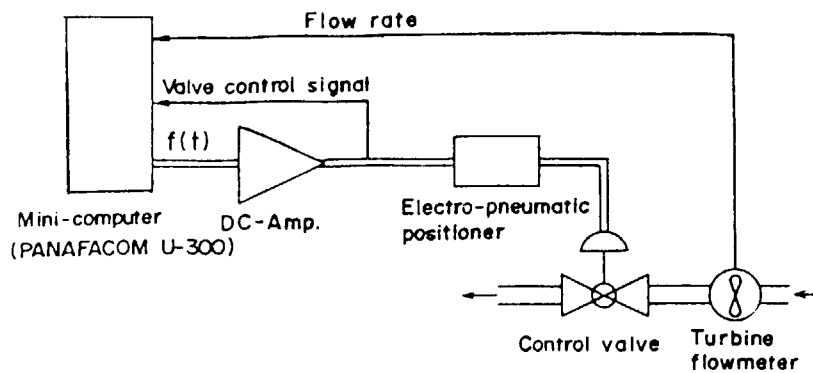 Flow rate
Valve control signal
f(t)
Mini-computer
(PANAFACOM U-300)
DC-Amp.
Electro-pneumatic
positioner
Control valve
Turbine
flowmeter